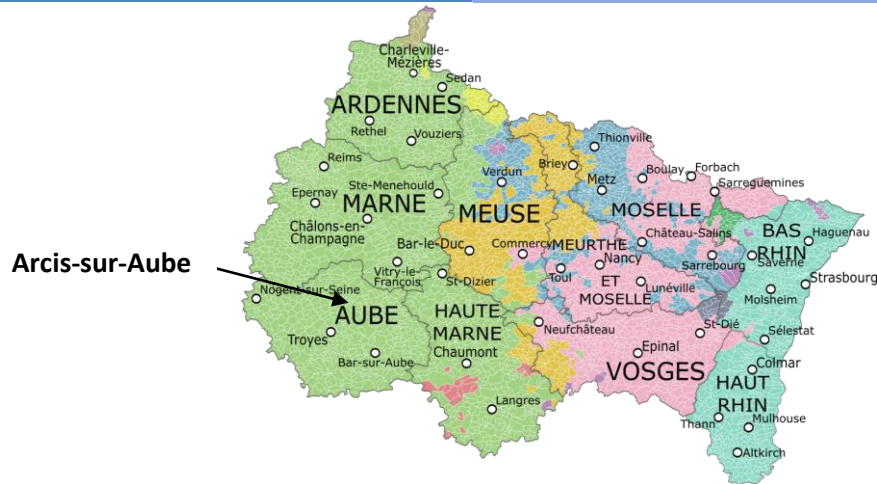 Charleville-
Mézières
Sedan
ARDENNES
Rethel
Vouziers
Thionville
Reims
Verdun
Briey
Boulay
Forbach
Metz
Sarreguemines
Epernay
Ste-Menehould
MARNE
MEUSE
MOSELLE
Châlons-en-
Champagne
BAS
RHIN
Haguenau
Bar-le-Duc
Commercy
MEURTHE
Château-Salins
Nancy
Saverne
Arcis-sur-Aube
Vitry-le-
François
St-Dizier
Toul
ET
MOSELLE
Lunéville
Sarrebourg
Strasbourg
Nogent-sur-Seine
Molsheim
AUBE
HAUTE
MARNE
Neufchâteau
St-Dié
Sélestat
Troyes
Bar-sur-Aube
Chaumont
Epinal
VOSGES
Colmar
HAUT
RHIN
Langres
Thann
Mulhouse
Altkirch